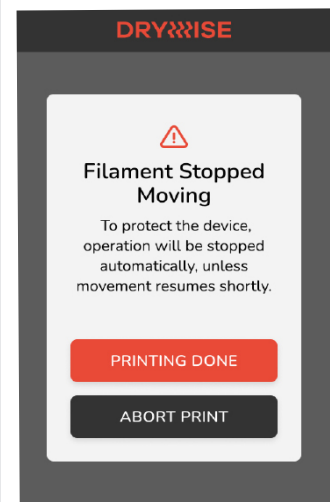 DRYWISE
Filament Stopped
Moving
To protect the device,
operation will be stopped
automatically, unless
movement resumes shortly.
PRINTING DONE
ABORT PRINT